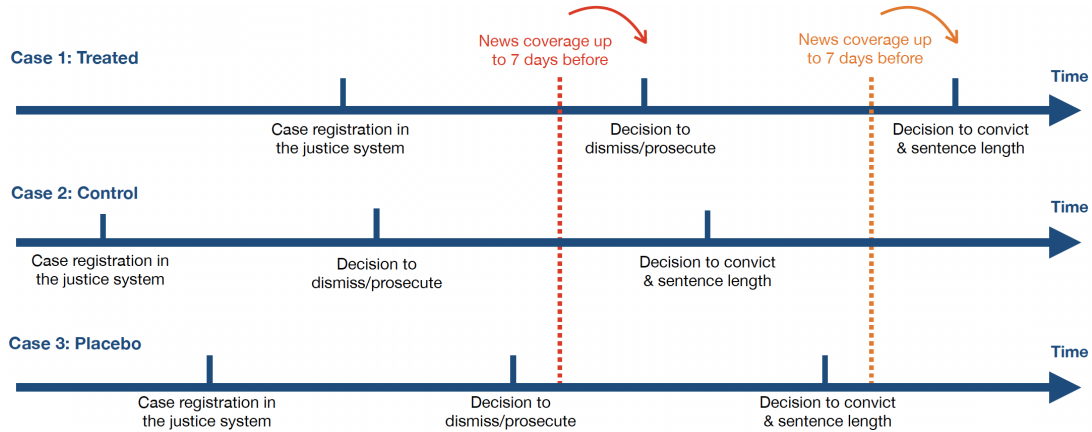 News coverage up
to 7 days before
News coverage up
to 7 days before
Case 1: Treated
Time
Case registration in
the justice system
Decision to
dismiss/prosecute
Decision to convict
& sentence length
Case 2: Control
Time
Case registration in
the justice system
Decision to
dismiss/prosecute
Decision to convict
& sentence length
Case 3: Placebo
Time
Case registration in
the justice system
Decision to
dismiss/prosecute
Decision to convict
& sentence length